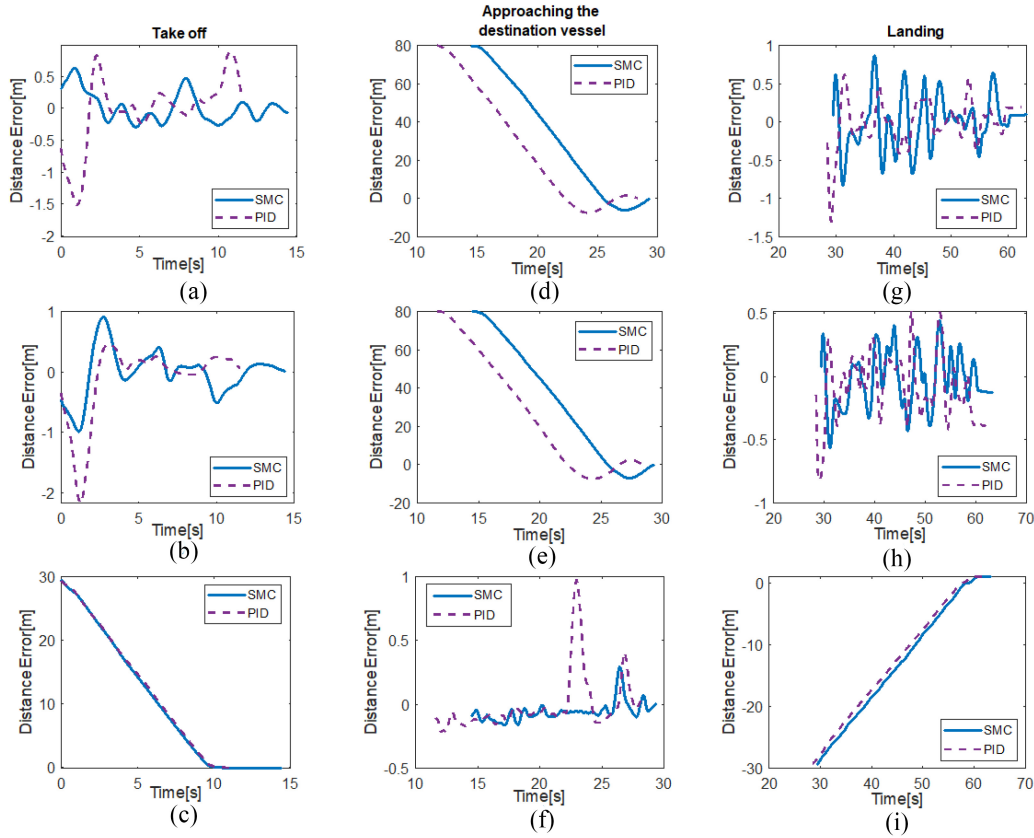 Take off
0.5
0
-0.5
-1
-1.5
-2
Distance Error[m]
SMC
PID
0 5 10 15
Time[s]
(a)
Approaching the
destination vessel
80
60
40
20
0
-20
Distance Error[m]
SMC
PID
10 15 20 25 30
Time[s]
(d)
Landing
1
0.5
0
-0.5
-1
-1.5
Distance Error[m]
SMC
PID
20 30 40 50 60
Time[s]
(g)
1
0
-1
-2
Distance Error[m]
SMC
PID
0 5 10 15
Time[s]
(b)
80
60
40
20
0
-20
Distance Error[m]
SMC
PID
10 15 20 25 30
Time[s]
(e)
0.5
0
-0.5
-1
Distance Error[m]
SMC
PID
20 30 40 50 60 70
Time[s]
(h)
30
20
10
0
Distance Error[m]
SMC
PID
0 5 10 15
Time[s]
(c)
1
0.5
0
-0.5
Distance Error[m]
SMC
PID
10 15 20 25 30
Time[s]
(f)
0
-10
-20
-30
Distance Error[m]
SMC
PID
30 40 50 60 70
Time[s]
(i)